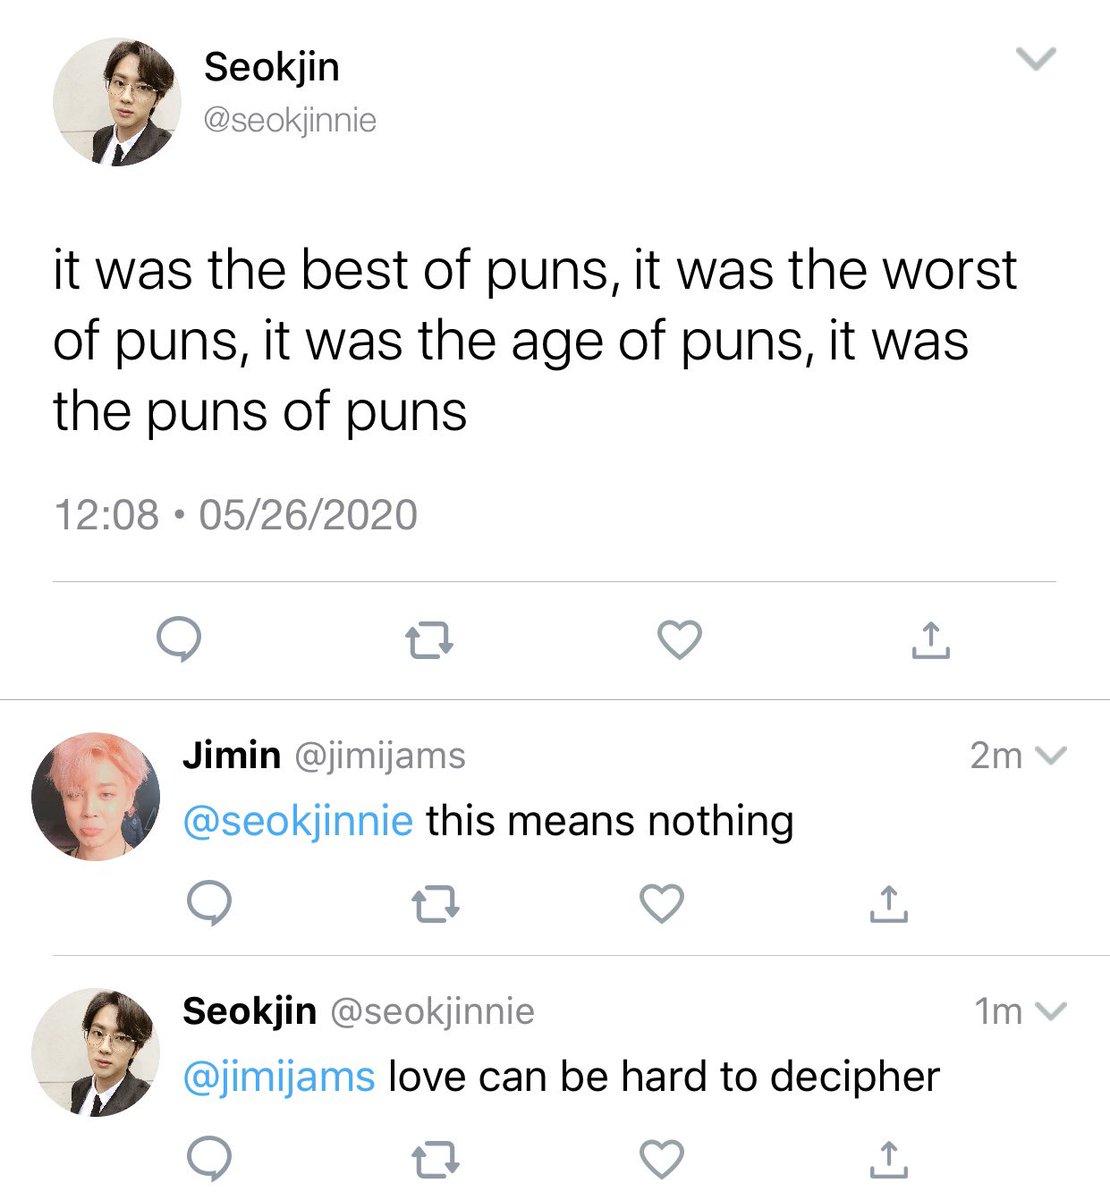 Seokjin
@seokjinnie
it was the best of puns, it was the worst
of puns, it was the age of puns, it was
the puns of puns
12:08 • 05/26/2020
Jimin @jimijams 2m
@seokjinnie this means nothing
Seokjin @seokjinnie 1m
@jimijams love can be hard to decipher